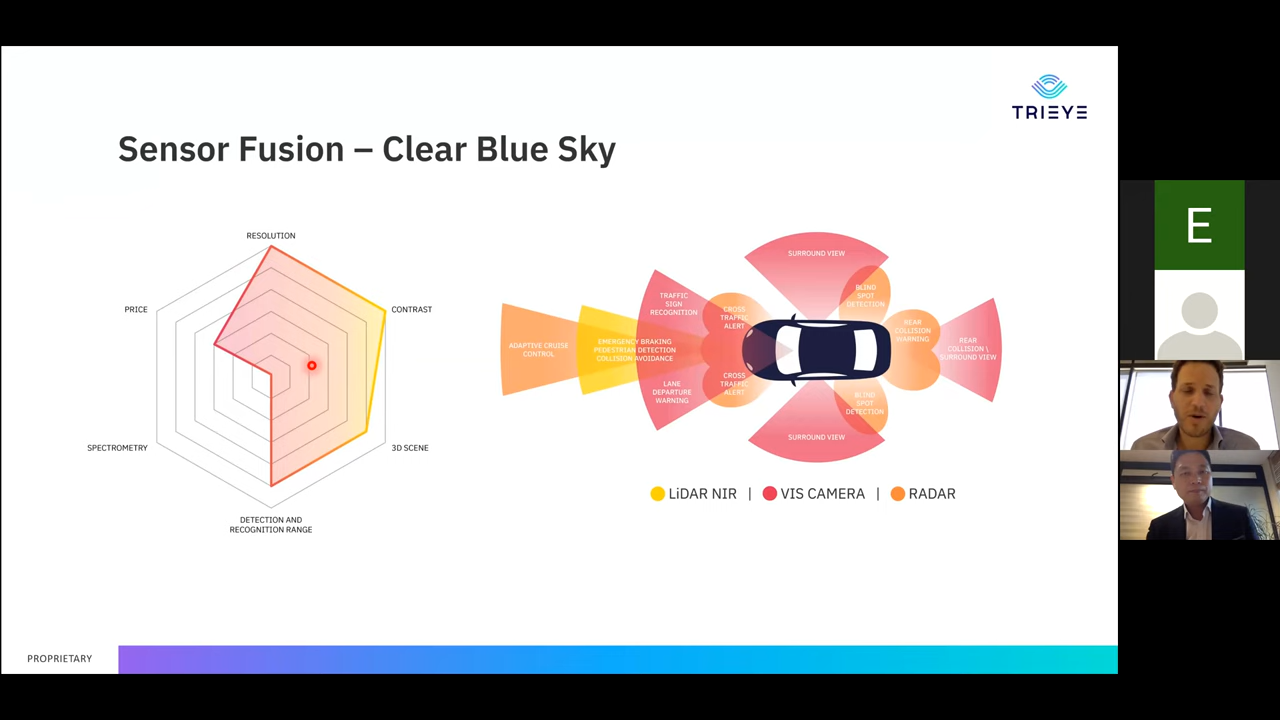 TRIEYE
Sensor Fusion – Clear Blue Sky
RESOLUTION
PRICE
CONTRAST
SPECTROMETRY
3D SCENE
DETECTION AND
RECOGNITION RANGE
SURROUND VIEW
TRAFFIC
SIGN
RECOGNITION
CROSS
TRAFFIC
ALERT
BLIND
SPOT
DETECTION
ADAPTIVE CRUISE
CONTROL
EMERGENCY BRAKING
PEDESTRIAN DETECTION
COLLISION AVOIDANCE
REAR
COLLISION
WARNING
REAR
COLLISION \
SURROUND VIEW
LANE
DEPARTURE
WARNING
CROSS
TRAFFIC
ALERT
BLIND
SPOT
DETECTION
SURROUND VIEW
LiDAR NIR | VIS CAMERA | RADAR
PROPRIETARY
E